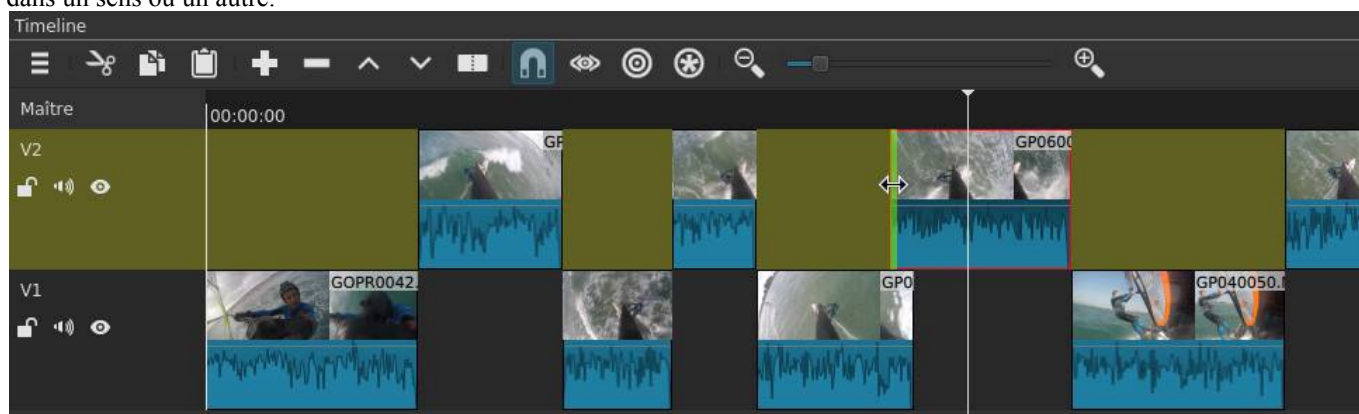 dans un sens ou un autre.
Timeline
Maître
00:00:00
V2
GP0600
V1
GOPR0042.
GP0
GP040050.